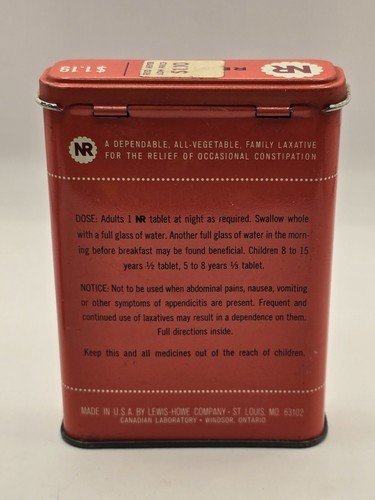 $1.19
NR
NR
A DEPENDABLE, ALL-VEGETABLE, FAMILY LAXATIVE
FOR THE RELIEF OF OCCASIONAL CONSTIPATION
DOSE: Adults 1 NR tablet at night as required. Swallow whole
with a full glass of water. Another full glass of water in the morn-
ing before breakfast may be found beneficial. Children 8 to 15
years ½ tablet, 5 to 8 years ⅓ tablet.
NOTICE: Not to be used when abdominal pains, nausea, vomiting
or other symptoms of appendicitis are present. Frequent and
continued use of laxatives may result in a dependence on them.
Full directions inside.
Keep this and all medicines out of the reach of children.
MADE IN U.S.A. BY LEWIS-HOWE COMPANY • ST. LOUIS, MO. 63102
CANADIAN LABORATORY • WINDSOR, ONTARIO